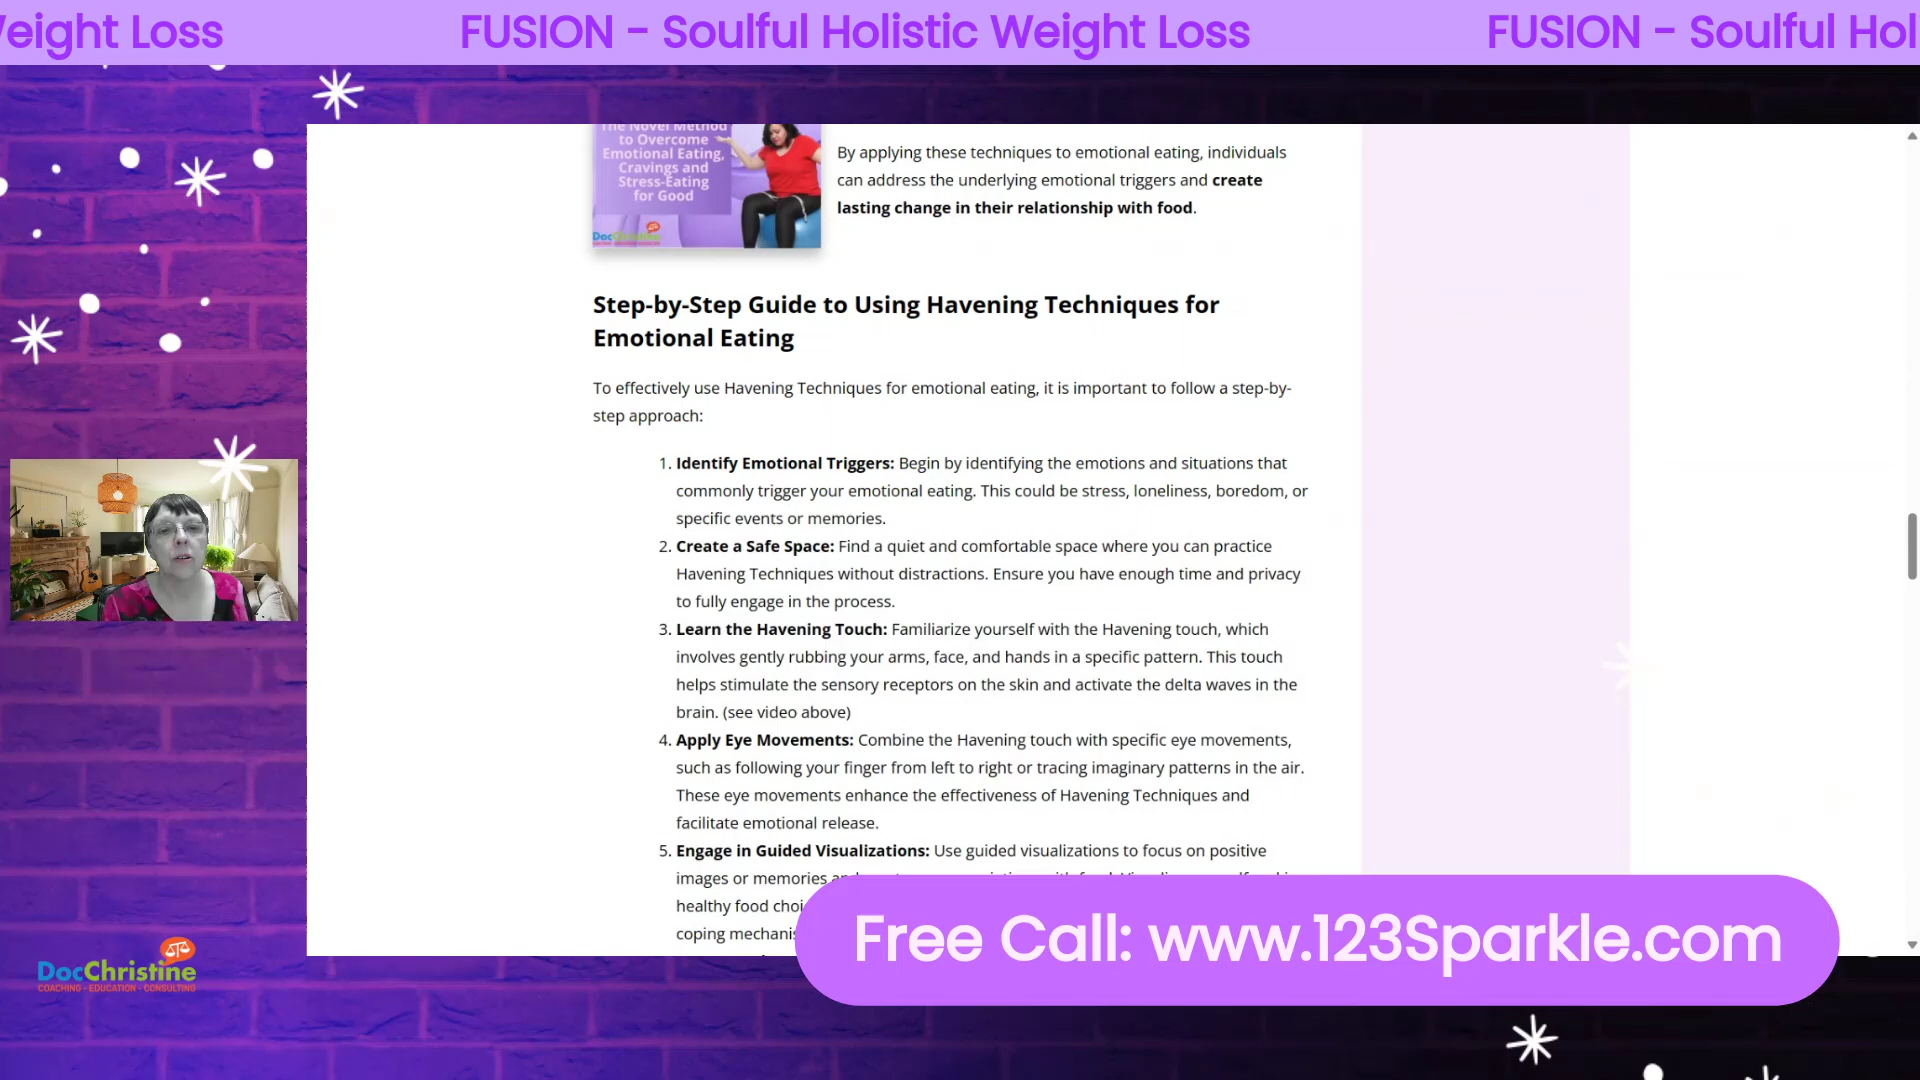 Weight Loss
FUSION - Soulful Holistic Weight Loss
FUSION - Soulful Hol
The Novel Method
to Overcome
Emotional Eating,
Cravings and
Stress-Eating
for Good
DocChristine
By applying these techniques to emotional eating, individuals
can address the underlying emotional triggers and create
lasting change in their relationship with food.
Step-by-Step Guide to Using Havening Techniques for
Emotional Eating
To effectively use Havening Techniques for emotional eating, it is important to follow a step-by-
step approach:
1. Identify Emotional Triggers: Begin by identifying the emotions and situations that
commonly trigger your emotional eating. This could be stress, loneliness, boredom, or
specific events or memories.
2. Create a Safe Space: Find a quiet and comfortable space where you can practice
Havening Techniques without distractions. Ensure you have enough time and privacy
to fully engage in the process.
3. Learn the Havening Touch: Familiarize yourself with the Havening touch, which
involves gently rubbing your arms, face, and hands in a specific pattern. This touch
helps stimulate the sensory receptors on the skin and activate the delta waves in the
brain. (see video above)
4. Apply Eye Movements: Combine the Havening touch with specific eye movements,
such as following your finger from left to right or tracing imaginary patterns in the air.
These eye movements enhance the effectiveness of Havening Techniques and
facilitate emotional release.
5. Engage in Guided Visualizations: Use guided visualizations to focus on positive
images or memories
healthy food choi
coping mechanis
Free Call: www.123Sparkle.com
DocChristine
COACHING - EDUCATION - CONSULTING